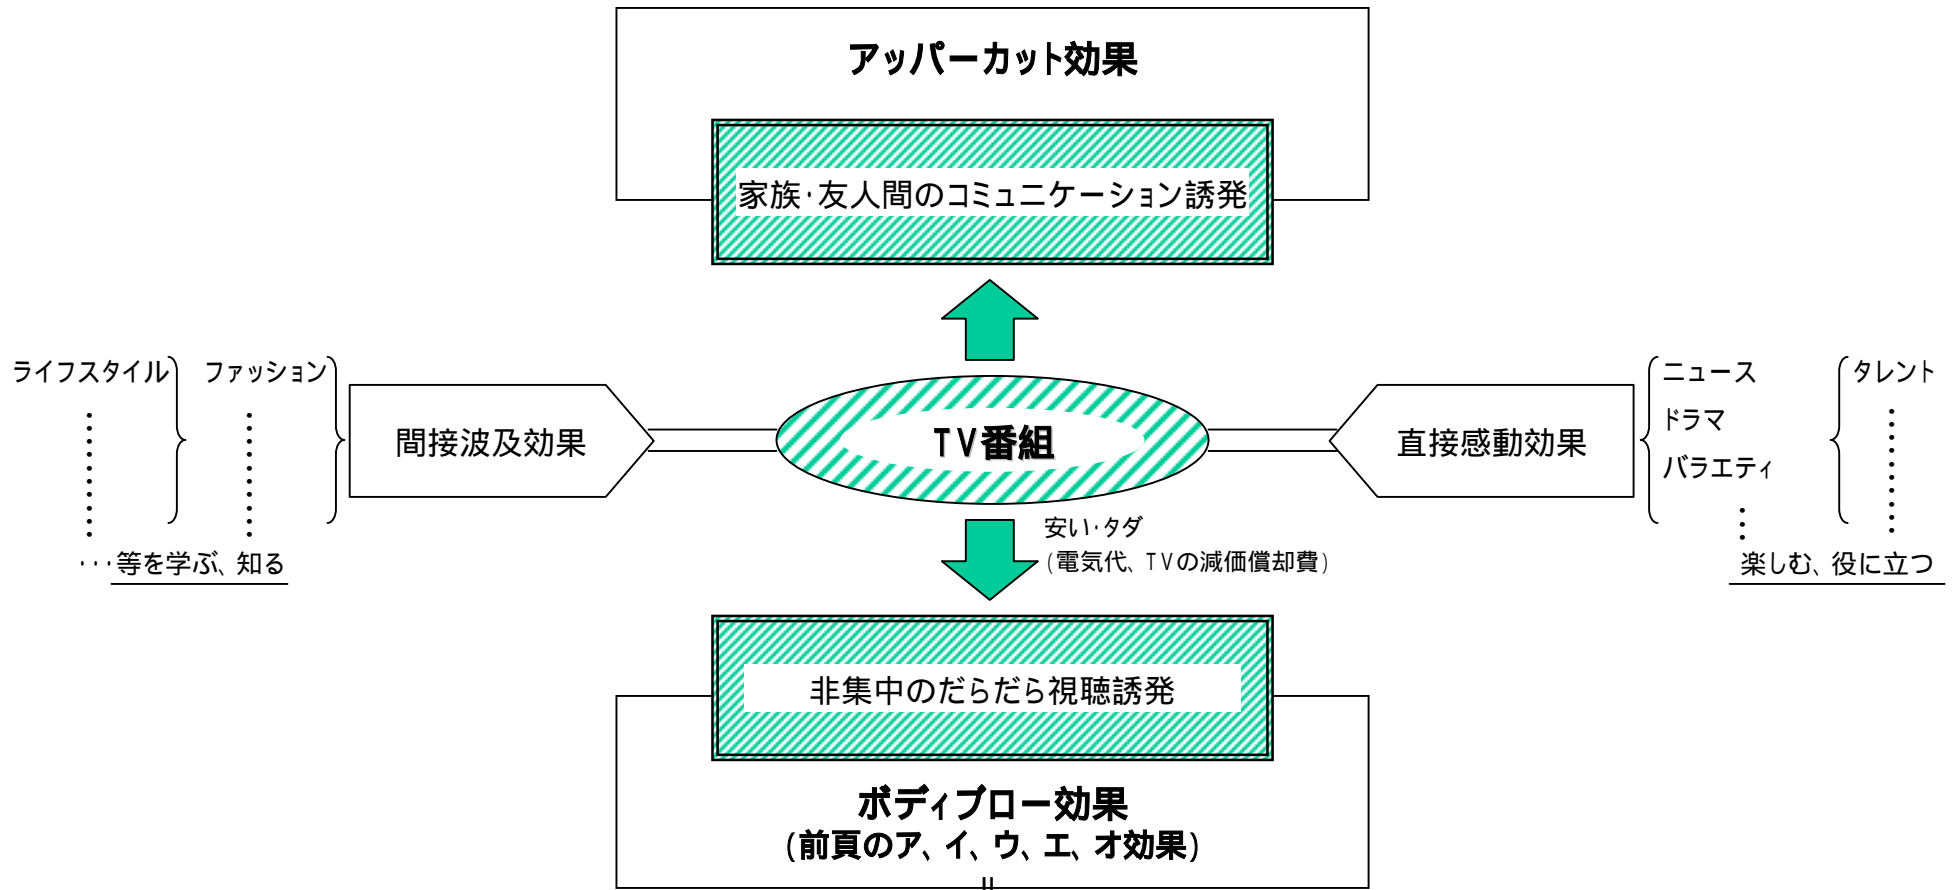 アッパーカット効果
家族・友人間のコミュニケーション誘発
ライフスタイル
ファッション
間接波及効果
・・・等を学ぶ、知る
TV番組
直接感動効果
ニュース
ドラマ
バラエティ
タレント
楽しむ、役に立つ
安い・タダ
(電気代、TVの減価償却費)
非集中のだらだら視聴誘発
ボディブロー効果
(前頁のア、イ、ウ、エ、オ効果)